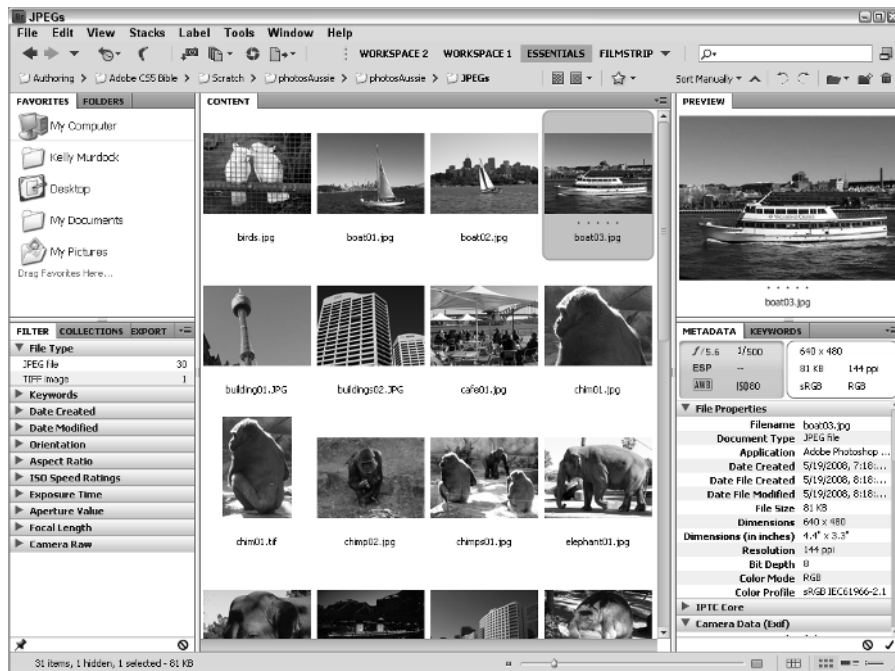 Br JPEGs
File Edit View Stacks Label Tools Window Help
WORKSPACE 2 WORKSPACE 1 ESSENTIALS FILMSTRIP
Authoring > Adobe CS5 Bible > Scratch > photosAussie > photosAussie > JPEGs
Sort Manually
FAVORITES FOLDERS
My Computer
Kelly Murdock
Desktop
My Documents
My Pictures
Drag Favorites Here...
FILTER COLLECTIONS EXPORT
File Type
JPEG file 30
TIFF image 1
Keywords
Date Created
Date Modified
Orientation
Aspect Ratio
ISO Speed Ratings
Exposure Time
Aperture Value
Focal Length
Camera Raw
CONTENT
birds.jpg boat01.jpg boat02.jpg boat03.jpg
building01.JPG buildings02.JPG cafe01.jpg chim01.jpg
chim01.tif chimp02.jpg chimps01.jpg elephant01.jpg
PREVIEW
boat03.jpg
METADATA KEYWORDS
f/5.6 1/500
ESP --
AWB ISO80
640 x 480
81 KB 144 ppi
sRGB RGB
File Properties
Filename boat03.jpg
Document Type JPEG file
Application Adobe Photoshop ...
Date Created 5/19/2008, 7:18:...
Date File Created 5/19/2008, 8:18:...
Date File Modified 5/19/2008, 8:18:...
File Size 81 KB
Dimensions 640 x 480
Dimensions (in inches) 4.4" x 3.3"
Resolution 144 ppi
Bit Depth 8
Color Mode RGB
Color Profile sRGB IEC61966-2.1
IPTC Core
Camera Data (Exif)
31 items, 1 hidden, 1 selected - 81 KB